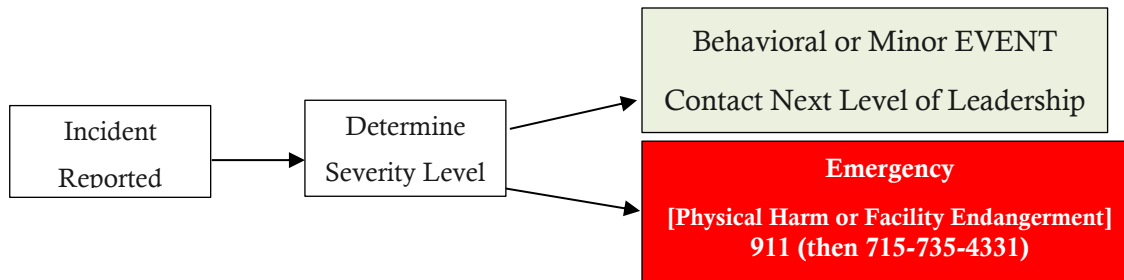 Incident
Reported
Determine
Severity Level
Behavioral or Minor EVENT
Contact Next Level of Leadership
Emergency
[Physical Harm or Facility Endangerment]
911 (then 715-735-4331)